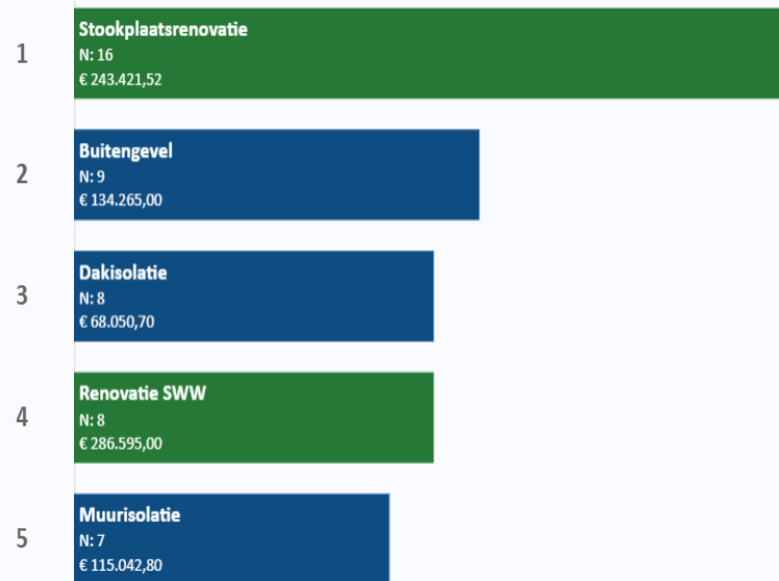 1
Stookplaatsrenovatie
N: 16
€ 243.421,52
2
Buitengevel
N: 9
€ 134.265,00
3
Dakisolatie
N: 8
€ 68.050,70
4
Renovatie SWW
N: 8
€ 286.595,00
5
Muurisolatie
N: 7
€ 115.042,80